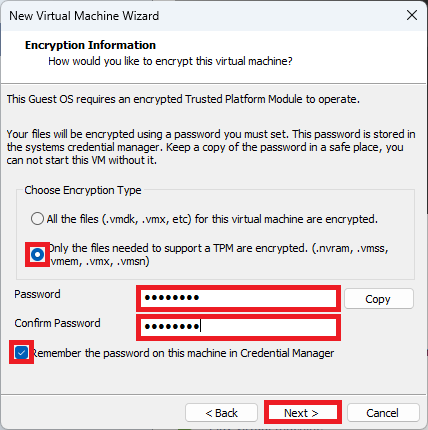 New Virtual Machine Wizard
Encryption Information
How would you like to encrypt this virtual machine?
This Guest OS requires an encrypted Trusted Platform Module to operate.
Your files will be encrypted using a password you must set. This password is stored in
the systems credential manager. Keep a copy of the password in a safe place, you
can not start this VM without it.
Choose Encryption Type
All the files (.vmdk, .vmx, etc) for this virtual machine are encrypted.
Only the files needed to support a TPM are encrypted. (.nvram, .vmss,
.vmem, .vmx, .vmsn)
Password
●●●●●●●●
Copy
Confirm Password
●●●●●●●●
Remember the password on this machine in Credential Manager
< Back
Next >
Cancel